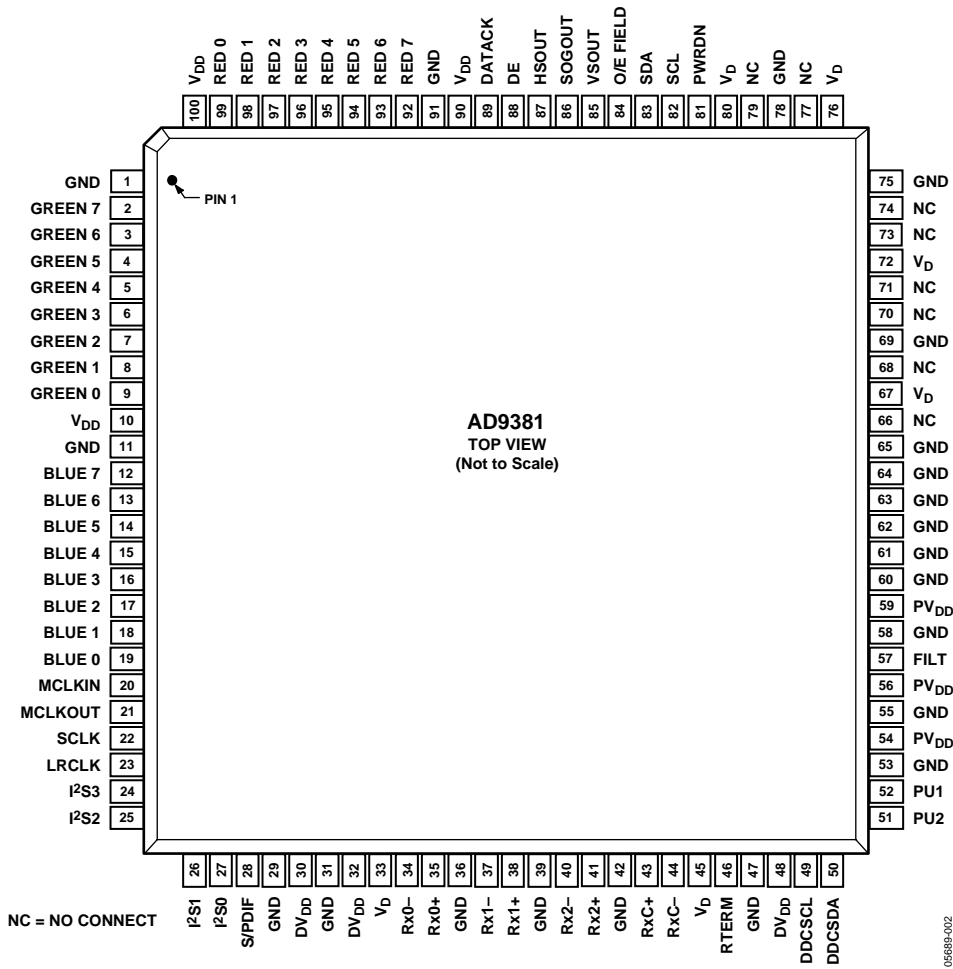 VDD
RED 0
RED 1
RED 2
RED 3
RED 4
RED 5
RED 6
RED 7
GND
VDD
DATACK
DE
HSOUT
SOGOUT
VSOUT
O/E FIELD
SDA
SCL
PWRDN
VD
NC
GND
NC
VD
100
99
98
97
96
95
94
93
92
91
90
89
88
87
86
85
84
83
82
81
80
79
78
77
76
GND 1
GREEN 7 2
GREEN 6 3
GREEN 5 4
GREEN 4 5
GREEN 3 6
GREEN 2 7
GREEN 1 8
GREEN 0 9
VDD 10
GND 11
BLUE 7 12
BLUE 6 13
BLUE 5 14
BLUE 4 15
BLUE 3 16
BLUE 2 17
BLUE 1 18
BLUE 0 19
MCLKIN 20
MCLKOUT 21
SCLK 22
LRCLK 23
I2S3 24
I2S2 25
PIN 1
AD9381
TOP VIEW
(Not to Scale)
75 GND
74 NC
73 NC
72 VD
71 NC
70 NC
69 GND
68 NC
67 VD
66 NC
65 GND
64 GND
63 GND
62 GND
61 GND
60 GND
59 PVDD
58 GND
57 FILT
56 PVDD
55 GND
54 PVDD
53 GND
52 PU1
51 PU2
26
27
28
29
30
31
32
33
34
35
36
37
38
39
40
41
42
43
44
45
46
47
48
49
50
I2S1
I2S0
S/PDIF
GND
DVDD
GND
DVDD
VD
Rx0–
Rx0+
GND
Rx1–
Rx1+
GND
Rx2–
Rx2+
GND
RxC+
RxC–
VD
RTERM
GND
DVDD
DDCSCL
DDCSDA
NC = NO CONNECT
05689-002